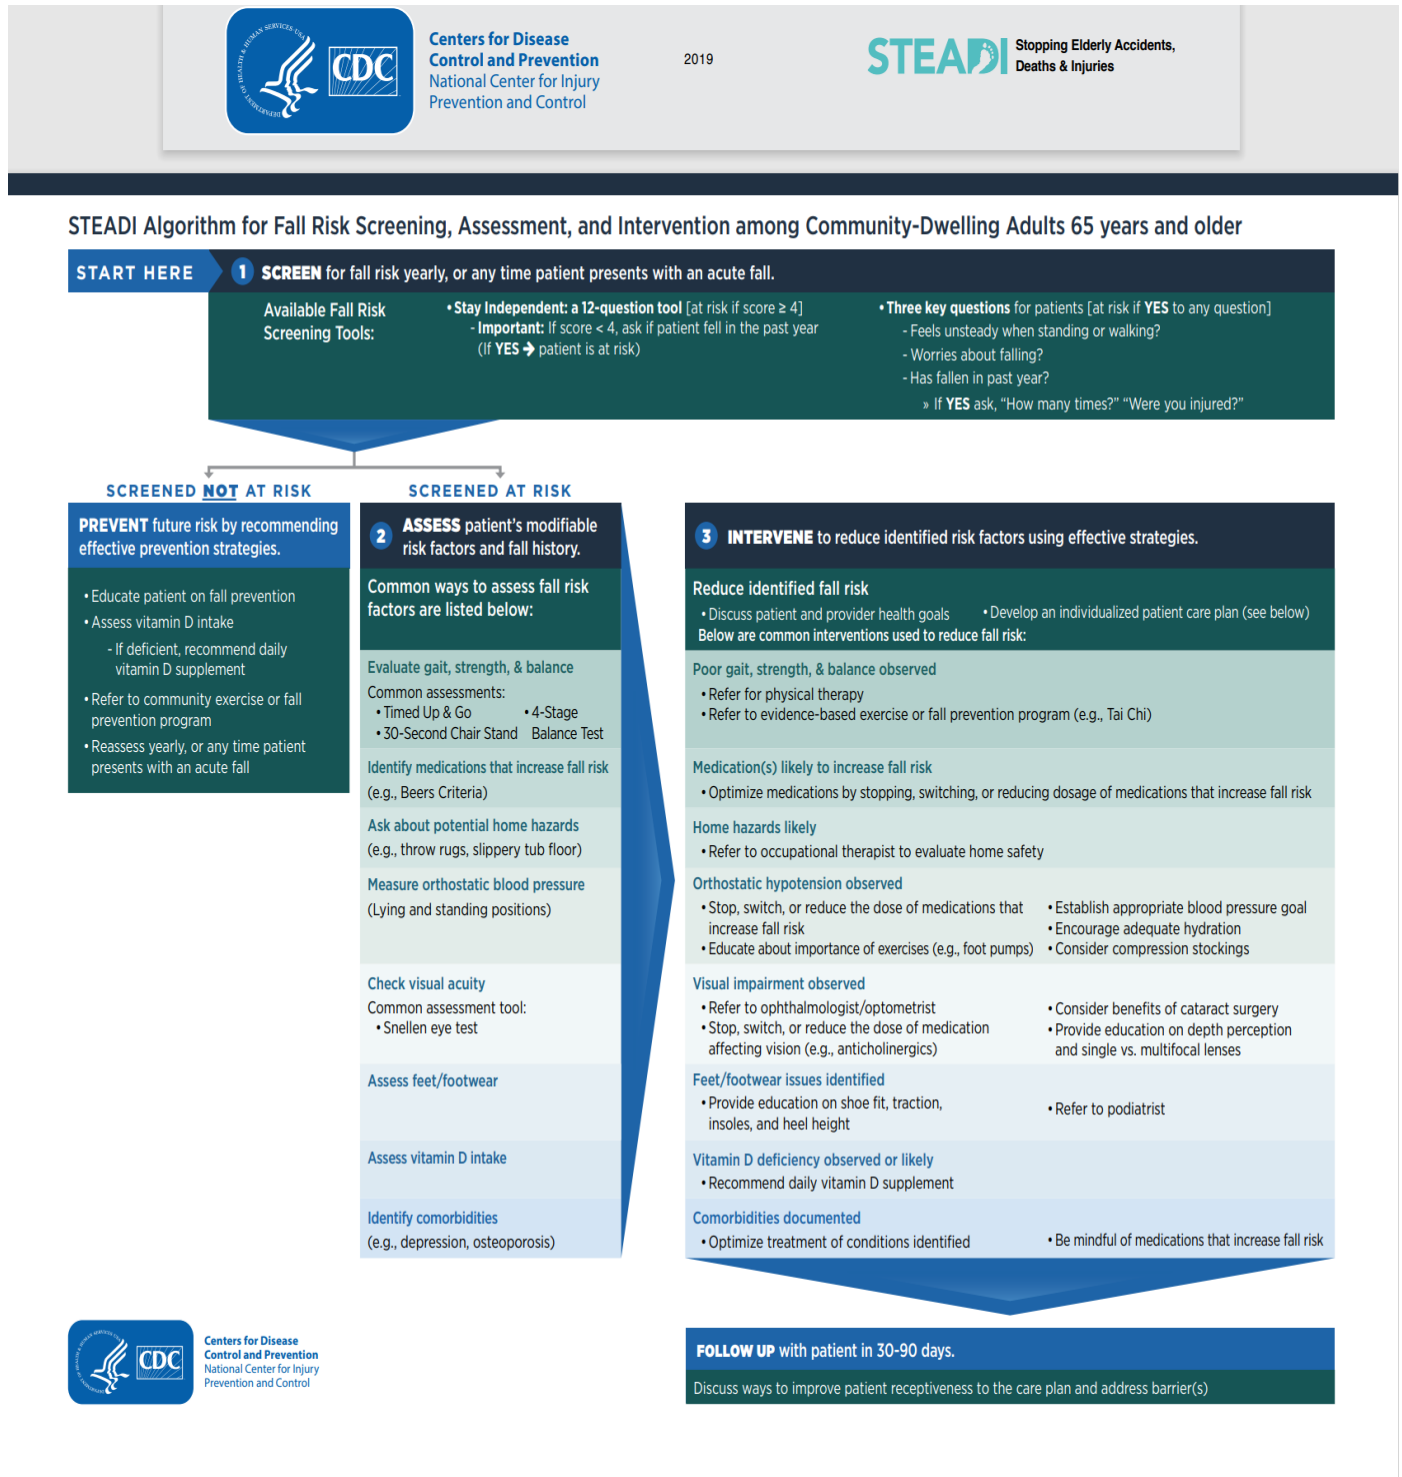 DEPARTMENT OF HEALTH & HUMAN SERVICES·USA
CDC
Centers for Disease
Control and Prevention
National Center for Injury
Prevention and Control
2019
STEADI
Stopping Elderly Accidents,
Deaths & Injuries
STEADI Algorithm for Fall Risk Screening, Assessment, and Intervention among Community-Dwelling Adults 65 years and older
START HERE
1 SCREEN for fall risk yearly, or any time patient presents with an acute fall.
Available Fall Risk
Screening Tools:
• Stay Independent: a 12-question tool [at risk if score ≥ 4]
- Important: If score < 4, ask if patient fell in the past year
(If YES → patient is at risk)
• Three key questions for patients [at risk if YES to any question]
- Feels unsteady when standing or walking?
- Worries about falling?
- Has fallen in past year?
» If YES ask, “How many times?” “Were you injured?”
SCREENED NOT AT RISK
PREVENT future risk by recommending
effective prevention strategies.
• Educate patient on fall prevention
• Assess vitamin D intake
- If deficient, recommend daily
vitamin D supplement
• Refer to community exercise or fall
prevention program
• Reassess yearly, or any time patient
presents with an acute fall
SCREENED AT RISK
2 ASSESS patient’s modifiable
risk factors and fall history.
Common ways to assess fall risk
factors are listed below:
Evaluate gait, strength, & balance
Common assessments:
• Timed Up & Go
• 30-Second Chair Stand
• 4-Stage
Balance Test
Identify medications that increase fall risk
(e.g., Beers Criteria)
Ask about potential home hazards
(e.g., throw rugs, slippery tub floor)
Measure orthostatic blood pressure
(Lying and standing positions)
Check visual acuity
Common assessment tool:
• Snellen eye test
Assess feet/footwear
Assess vitamin D intake
Identify comorbidities
(e.g., depression, osteoporosis)
3 INTERVENE to reduce identified risk factors using effective strategies.
Reduce identified fall risk
• Discuss patient and provider health goals
• Develop an individualized patient care plan (see below)
Below are common interventions used to reduce fall risk:
Poor gait, strength, & balance observed
• Refer for physical therapy
• Refer to evidence-based exercise or fall prevention program (e.g., Tai Chi)
Medication(s) likely to increase fall risk
• Optimize medications by stopping, switching, or reducing dosage of medications that increase fall risk
Home hazards likely
• Refer to occupational therapist to evaluate home safety
Orthostatic hypotension observed
• Stop, switch, or reduce the dose of medications that
increase fall risk
• Educate about importance of exercises (e.g., foot pumps)
• Establish appropriate blood pressure goal
• Encourage adequate hydration
• Consider compression stockings
Visual impairment observed
• Refer to ophthalmologist/optometrist
• Stop, switch, or reduce the dose of medication
affecting vision (e.g., anticholinergics)
• Consider benefits of cataract surgery
• Provide education on depth perception
and single vs. multifocal lenses
Feet/footwear issues identified
• Provide education on shoe fit, traction,
insoles, and heel height
• Refer to podiatrist
Vitamin D deficiency observed or likely
• Recommend daily vitamin D supplement
Comorbidities documented
• Optimize treatment of conditions identified
• Be mindful of medications that increase fall risk
FOLLOW UP with patient in 30-90 days.
Discuss ways to improve patient receptiveness to the care plan and address barrier(s)
CDC
Centers for Disease
Control and Prevention
National Center for Injury
Prevention and Control